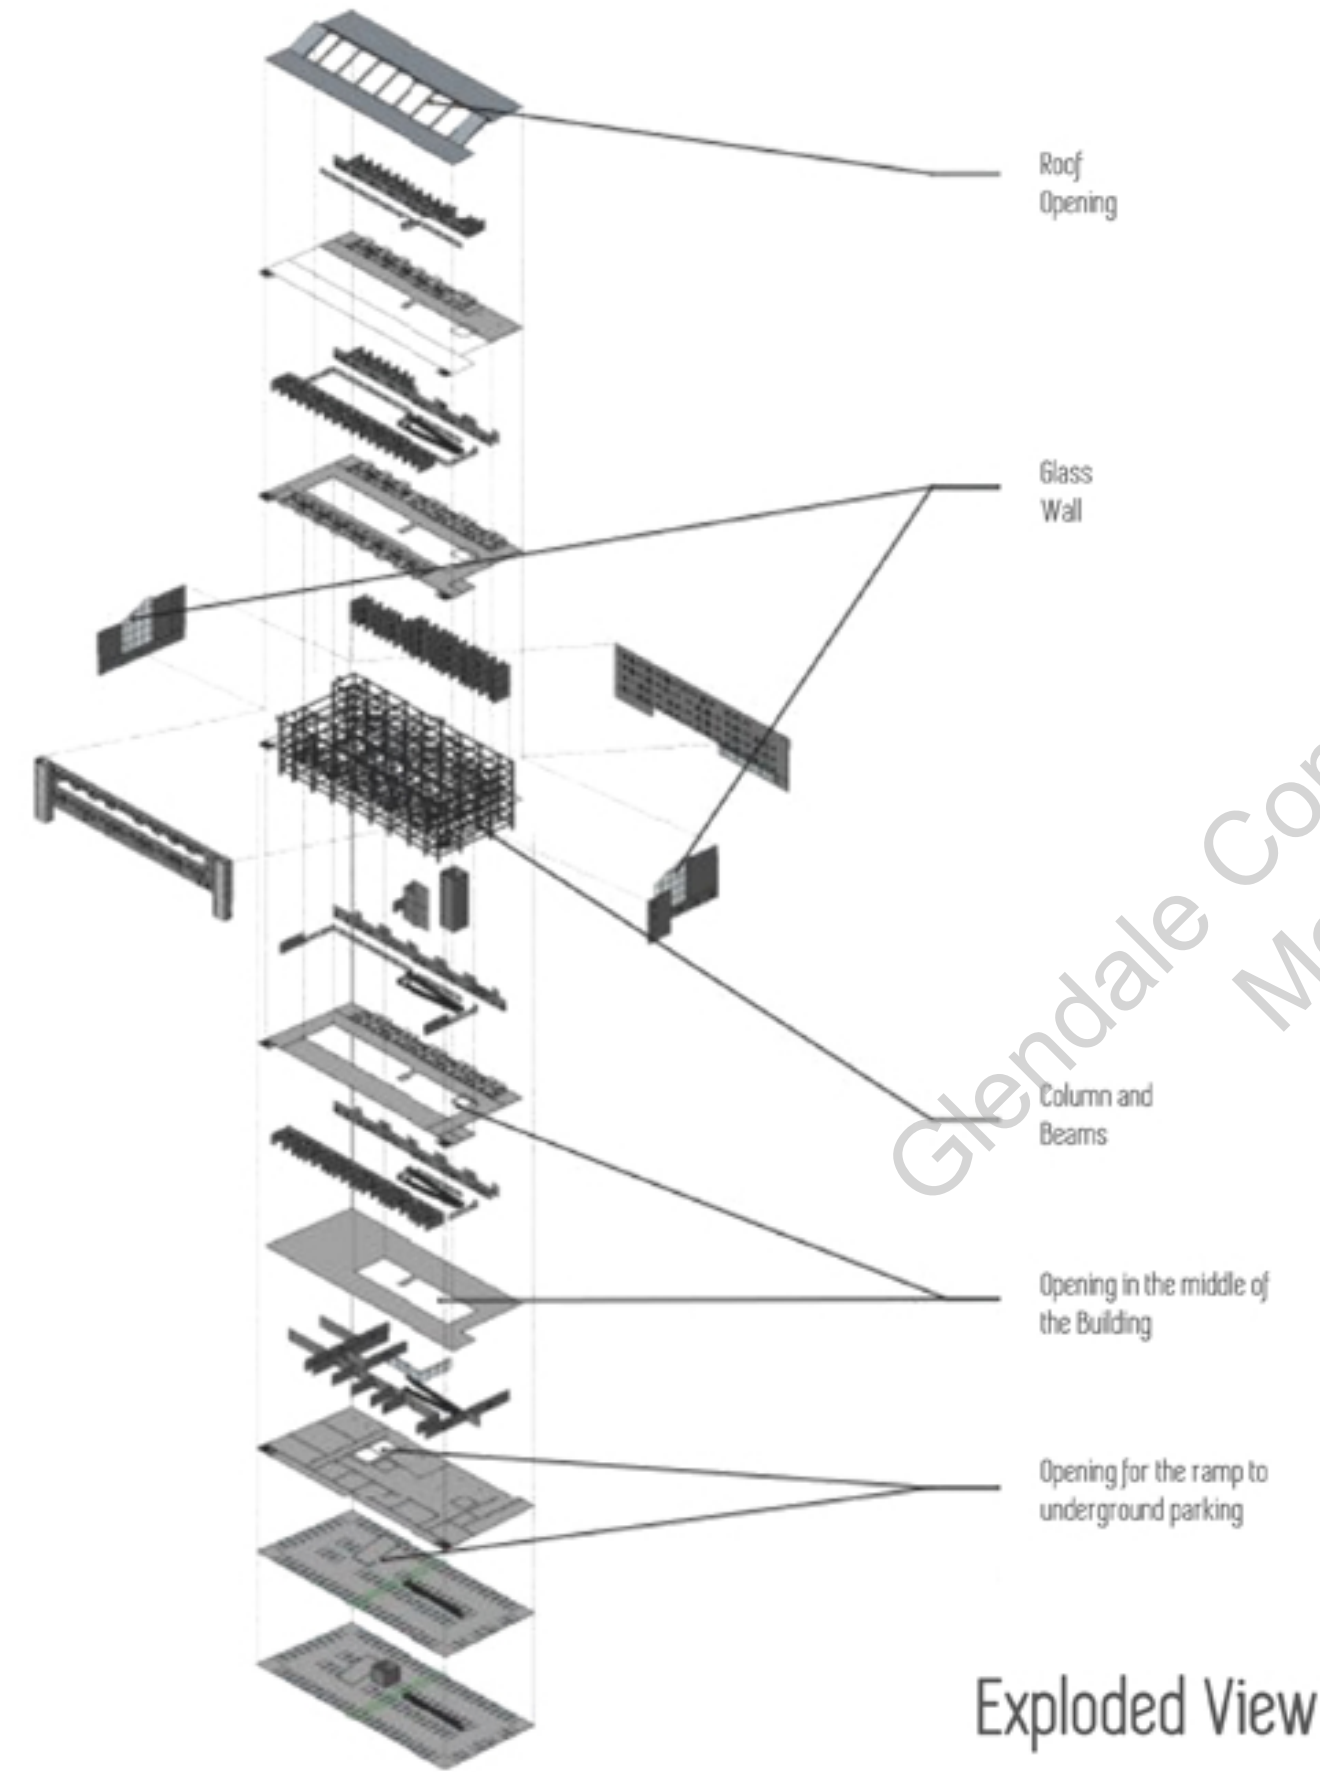 Roof
Opening
Glass
Wall
Glendale
Column and
Beams
Opening in the middle of
the Building
Opening for the ramp to
underground parking
Exploded View